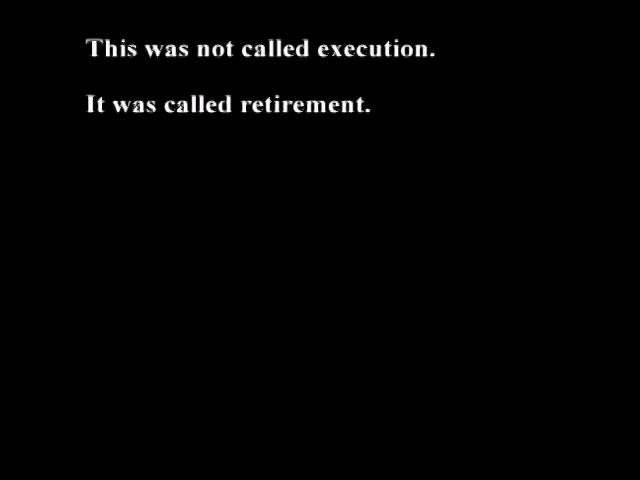 This was not called execution.
It was called retirement.